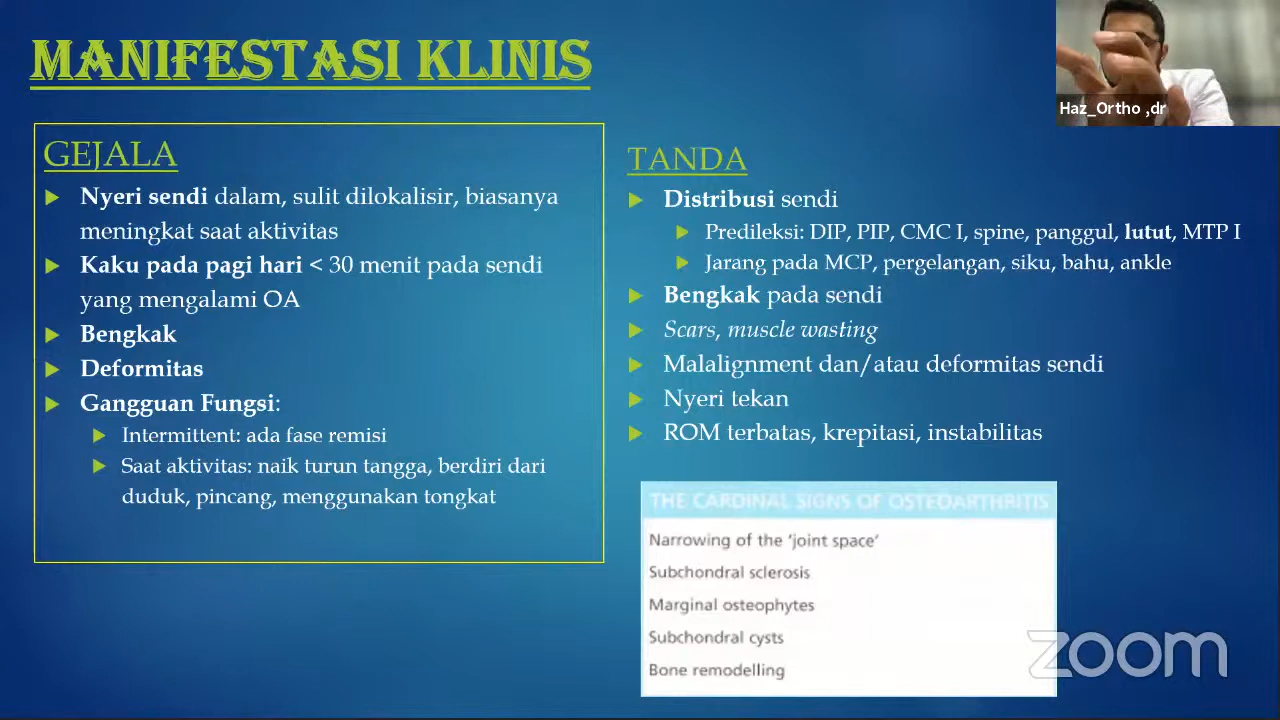 MANIFESTASI KLINIS
Haz_Ortho ,dr
GEJALA
Nyeri sendi dalam, sulit dilokalisir, biasanya
meningkat saat aktivitas
Kaku pada pagi hari < 30 menit pada sendi
yang mengalami OA
Bengkak
Deformitas
Gangguan Fungsi:
Intermittent: ada fase remisi
Saat aktivitas: naik turun tangga, berdiri dari
duduk, pincang, menggunakan tongkat
TANDA
Distribusi sendi
Predileksi: DIP, PIP, CMC I, spine, panggul, lutut, MTP I
Jarang pada MCP, pergelangan, siku, bahu, ankle
Bengkak pada sendi
Scars, muscle wasting
Malalignment dan/atau deformitas sendi
Nyeri tekan
ROM terbatas, krepitasi, instabilitas
THE CARDINAL SIGNS OF OSTEOARTHRITIS
Narrowing of the 'joint space'
Subchondral sclerosis
Marginal osteophytes
Subchondral cysts
Bone remodelling
zoom